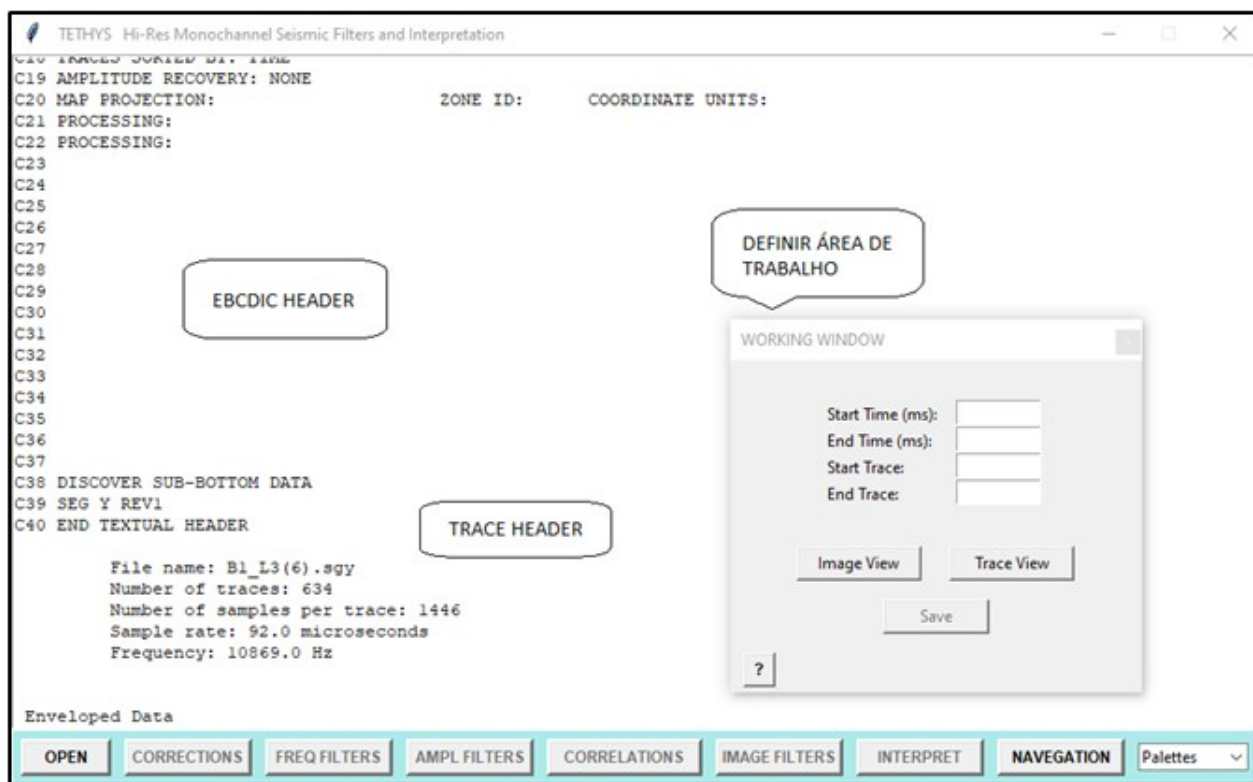 TETHYS Hi-Res Monochannel Seismic Filters and Interpretation
C18 TRACES SORTED BY: TIME
C19 AMPLITUDE RECOVERY: NONE
C20 MAP PROJECTION: ZONE ID: COORDINATE UNITS:
C21 PROCESSING:
C22 PROCESSING:
C23
C24
C25
C26
C27
C28
C29
C30
C31
C32
C33
C34
C35
C36
C37
C38 DISCOVER SUB-BOTTOM DATA
C39 SEG Y REV1
C40 END TEXTUAL HEADER
File name: B1_L3(6).sgy
Number of traces: 634
Number of samples per trace: 1446
Sample rate: 92.0 microseconds
Frequency: 10869.0 Hz
Enveloped Data
EBCDIC HEADER
TRACE HEADER
DEFINIR ÁREA DE
TRABALHO
WORKING WINDOW
Start Time (ms):
End Time (ms):
Start Trace:
End Trace:
Image View Trace View
Save
?
OPEN CORRECTIONS FREQ FILTERS AMPL FILTERS CORRELATIONS IMAGE FILTERS INTERPRET NAVEGATION Palettes